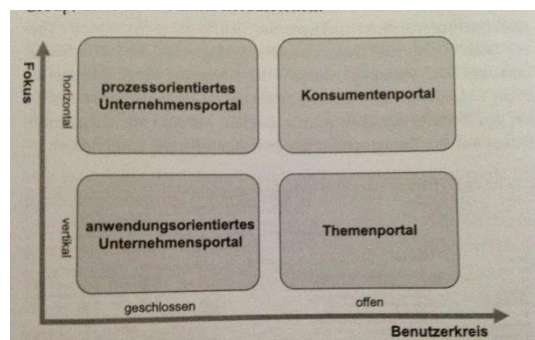 Fokus
horizontal
prozessorientiertes
Unternehmensportal
Konsumentenportal
vertikal
anwendungsorientiertes
Unternehmensportal
Themenportal
geschlossen
offen
Benutzerkreis